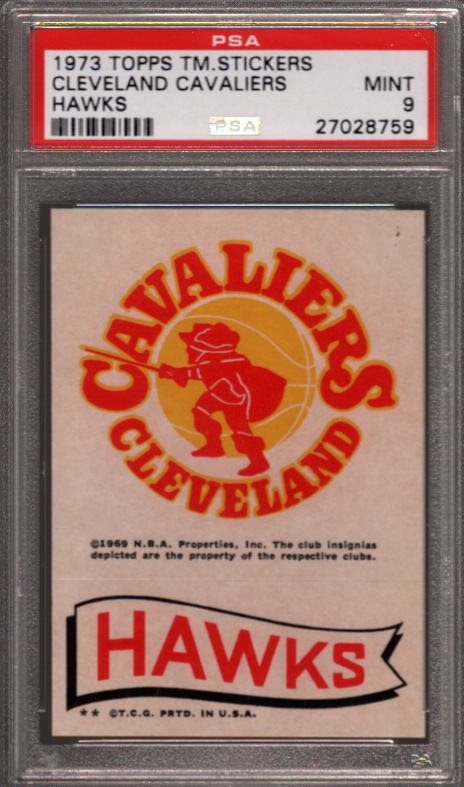 PSA
1973 TOPPS TM.STICKERS
CLEVELAND CAVALIERS MINT
HAWKS 9
PSA 27028759
CAVALIERS
CLEVELAND
©1969 N.B.A. Properties, Inc. The club insignias
depicted are the property of the respective clubs.
HAWKS
** ©T.C.G. PRTD. IN U.S.A.